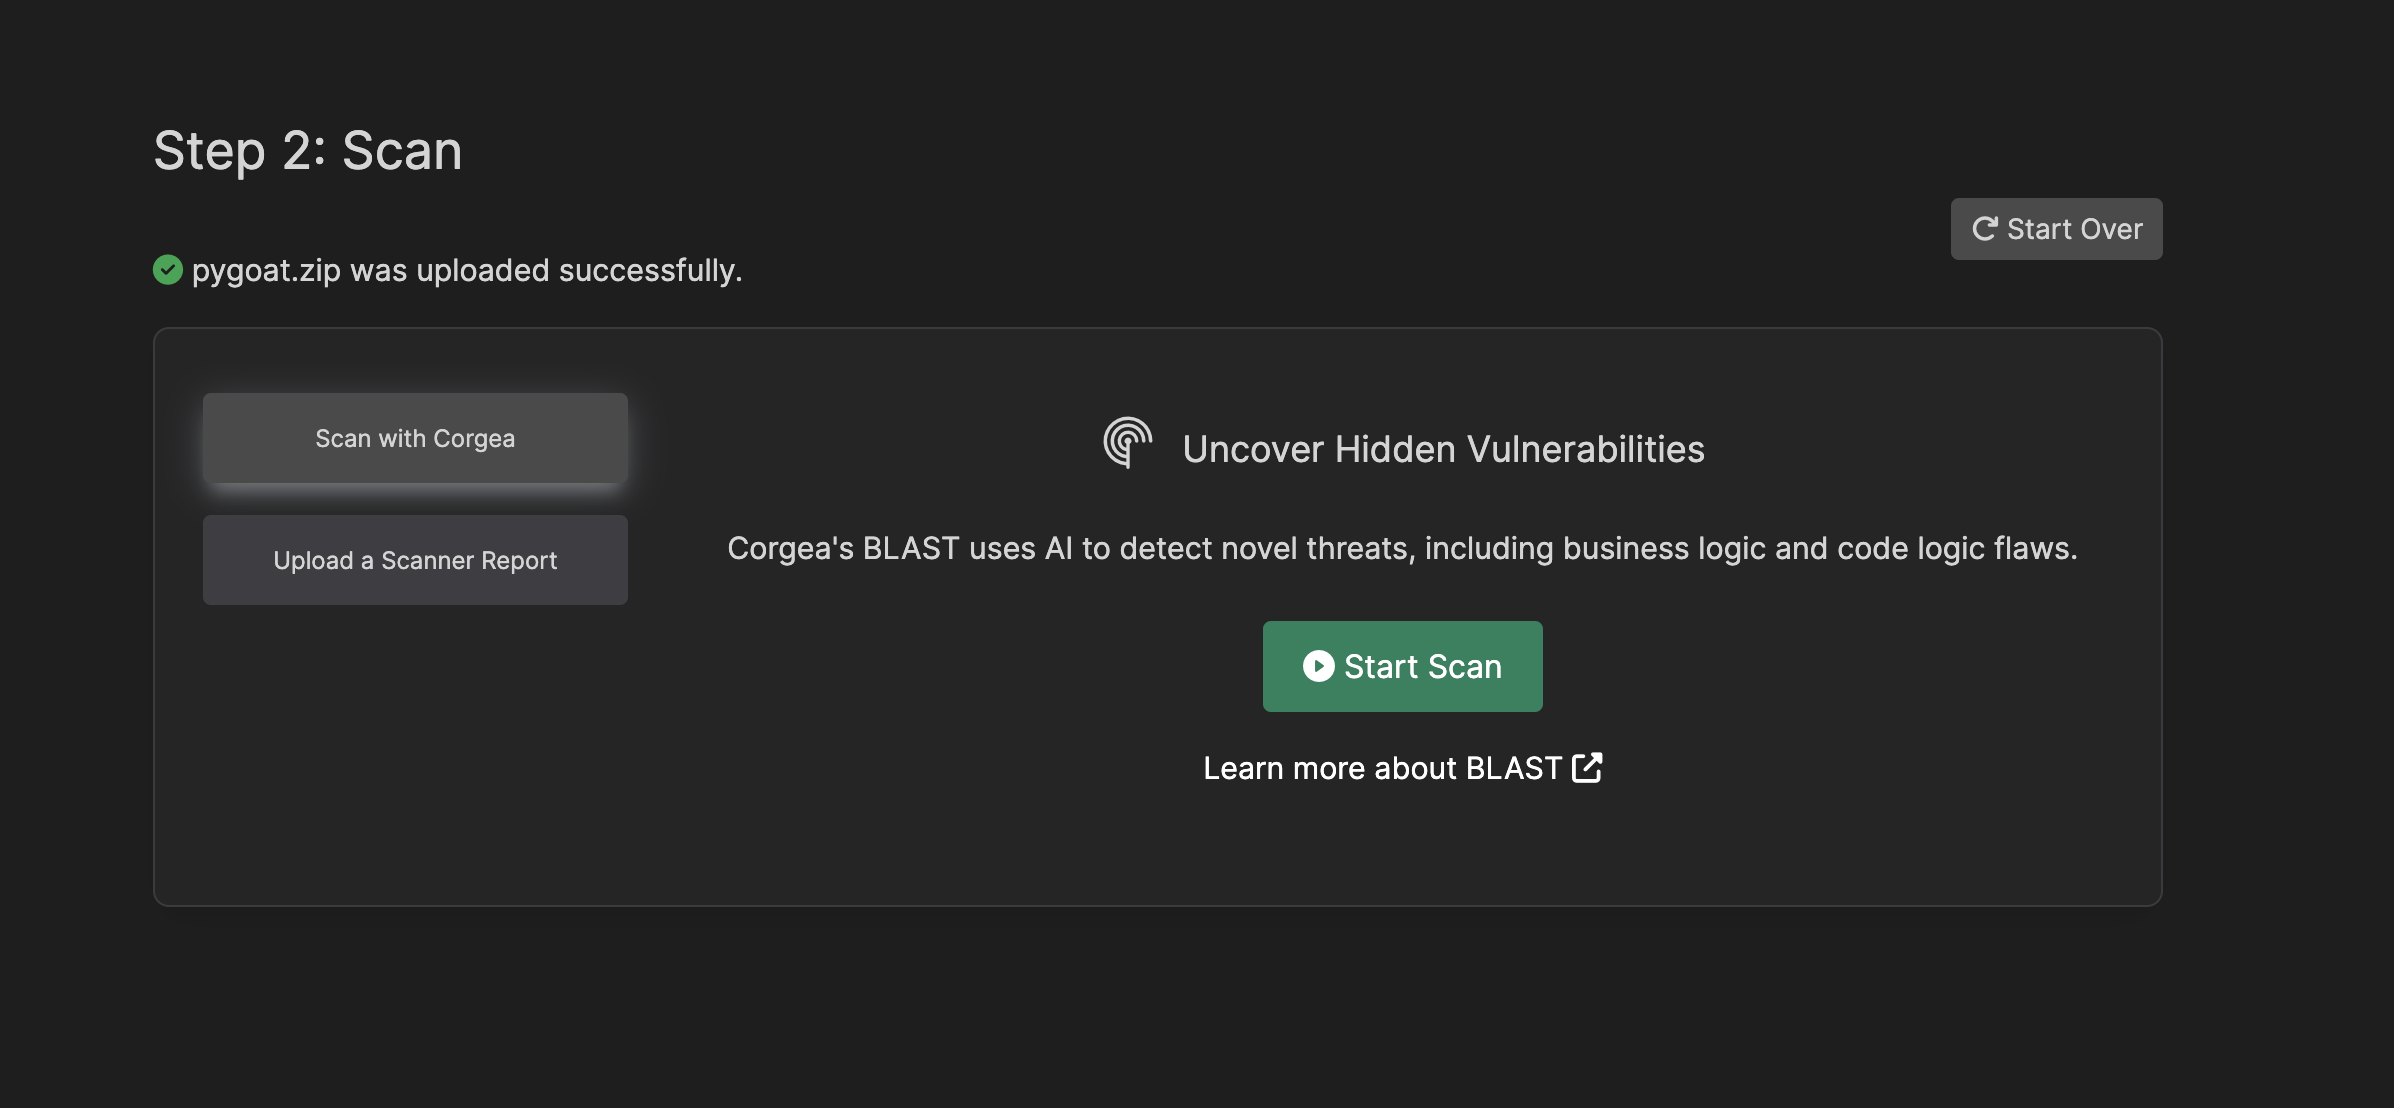 Step 2: Scan
Start Over
pygoat.zip was uploaded successfully.
Scan with Corgea
Upload a Scanner Report
Uncover Hidden Vulnerabilities
Corgea's BLAST uses AI to detect novel threats, including business logic and code logic flaws.
Start Scan
Learn more about BLAST